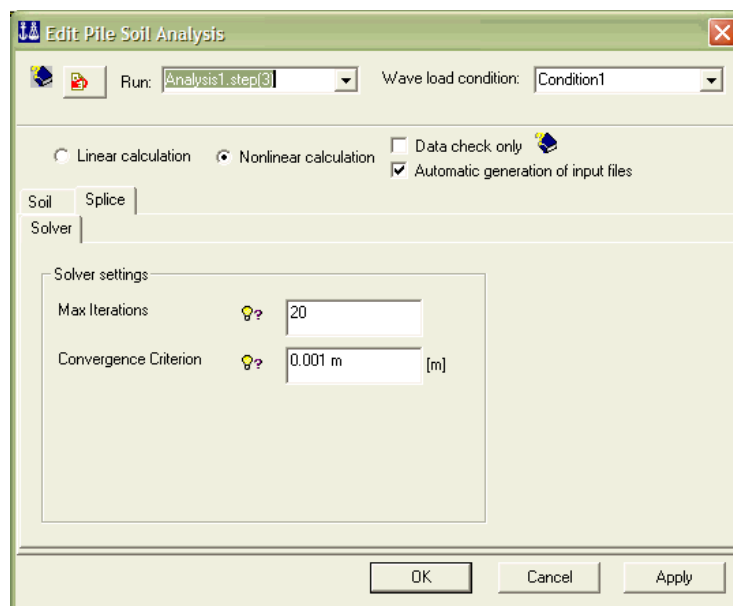 Edit Pile Soil Analysis
Run: Analysis1.step(3) Wave load condition: Condition1
Linear calculation Nonlinear calculation Data check only
Automatic generation of input files
Soil Splice
Solver
Solver settings
Max Iterations 20
Convergence Criterion 0.001 m [m]
OK Cancel Apply